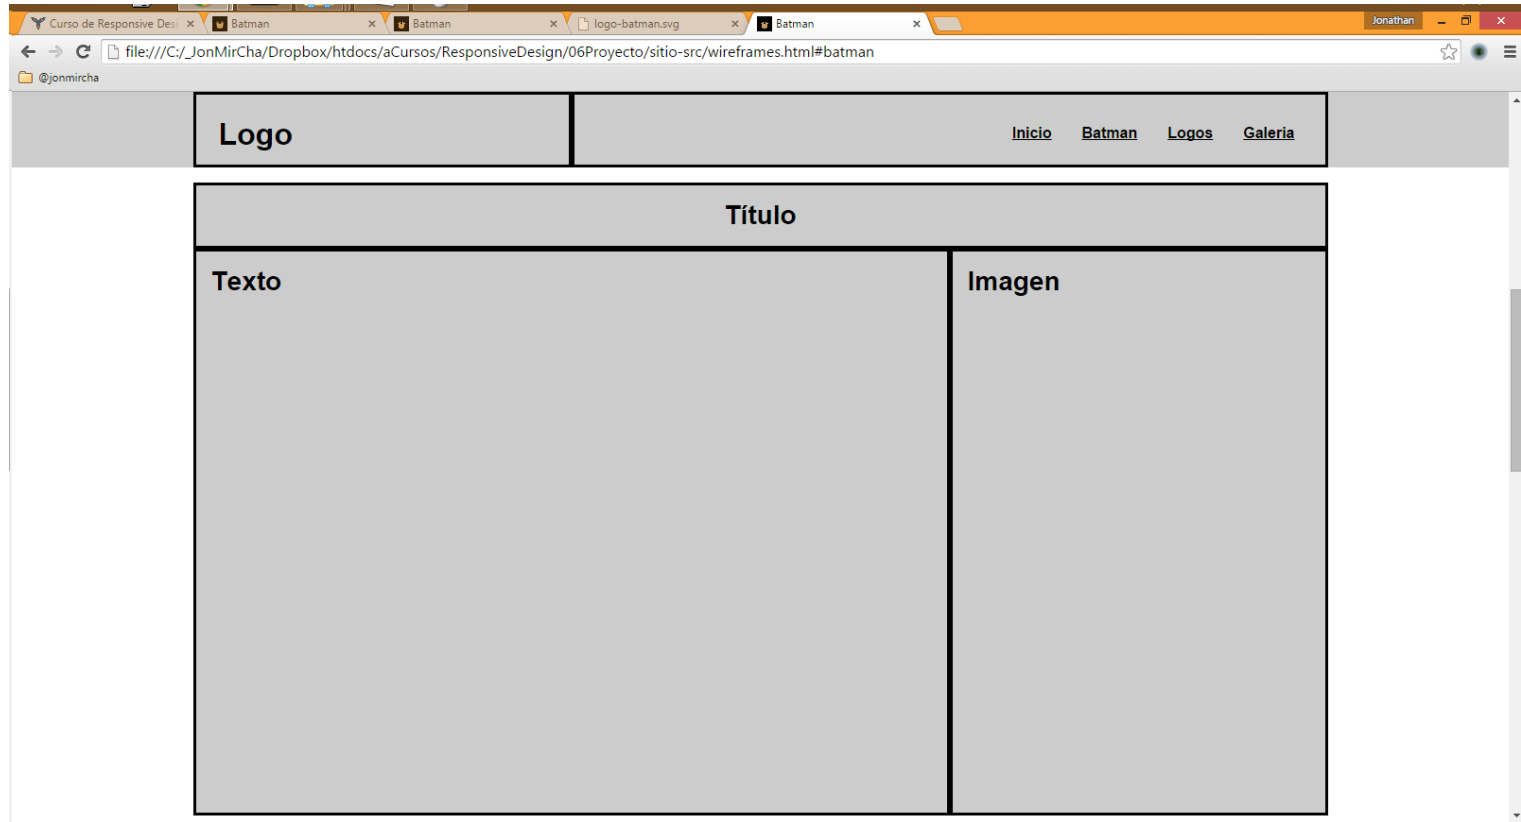 Curso de Responsive Desi
Batman
Batman
logo-batman.svg
Batman
Jonathan
file:///C:/_JonMirCha/Dropbox/htdocs/aCursos/ResponsiveDesign/06Proyecto/sitio-src/wireframes.html#batman
@jonmircha
Logo
Inicio Batman Logos Galeria
Título
Texto
Imagen